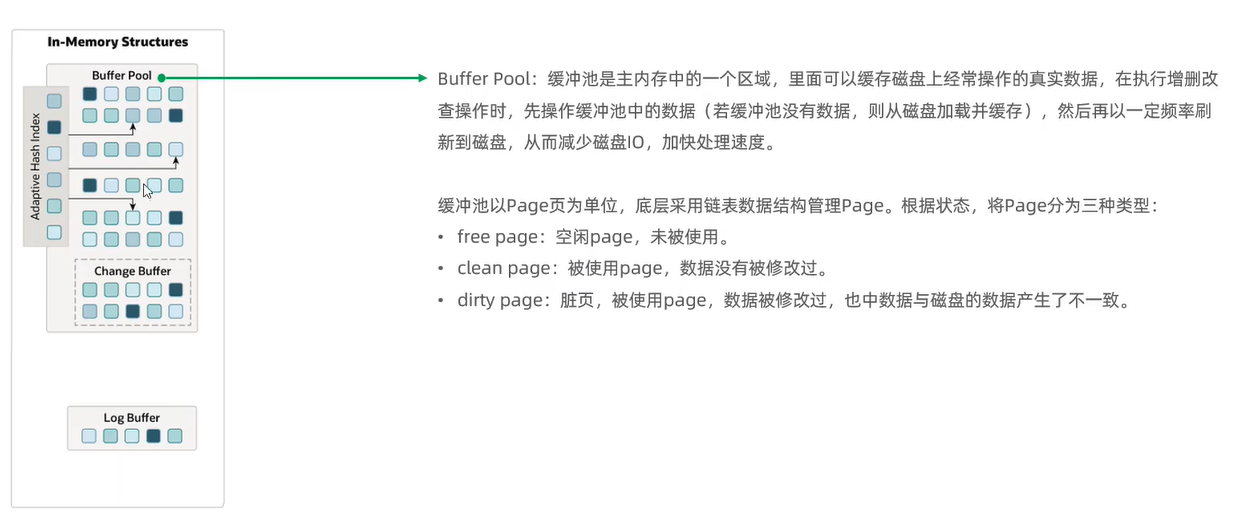 In-Memory Structures
Buffer Pool
Adaptive Hash Index
Change Buffer
Log Buffer
Buffer Pool：缓冲池是主内存中的一个区域，里面可以缓存磁盘上经常操作的真实数据，在执行增删改
查操作时，先操作缓冲池中的数据（若缓冲池没有数据，则从磁盘加载并缓存），然后再以一定频率刷
新到磁盘，从而减少磁盘IO，加快处理速度。
缓冲池以Page页为单位，底层采用链表数据结构管理Page。根据状态，将Page分为三种类型：
• free page：空闲page，未被使用。
• clean page：被使用page，数据没有被修改过。
• dirty page：脏页，被使用page，数据被修改过，也中数据与磁盘的数据产生了不一致。